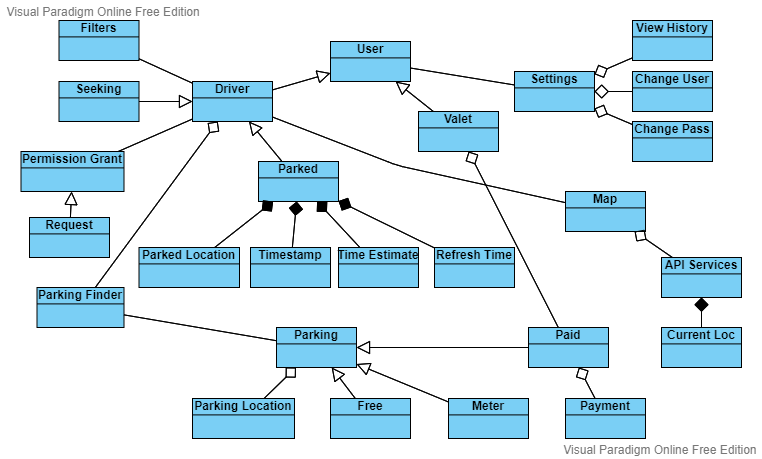 Visual Paradigm Online Free Edition
Filters
View History
User
Seeking
Driver
Settings
Change User
Valet
Change Pass
Permission Grant
Parked
Map
Request
Parked Location
Timestamp
Time Estimate
Refresh Time
API Services
Parking Finder
Parking
Paid
Current Loc
Parking Location
Free
Meter
Payment
Visual Paradigm Online Free Edition